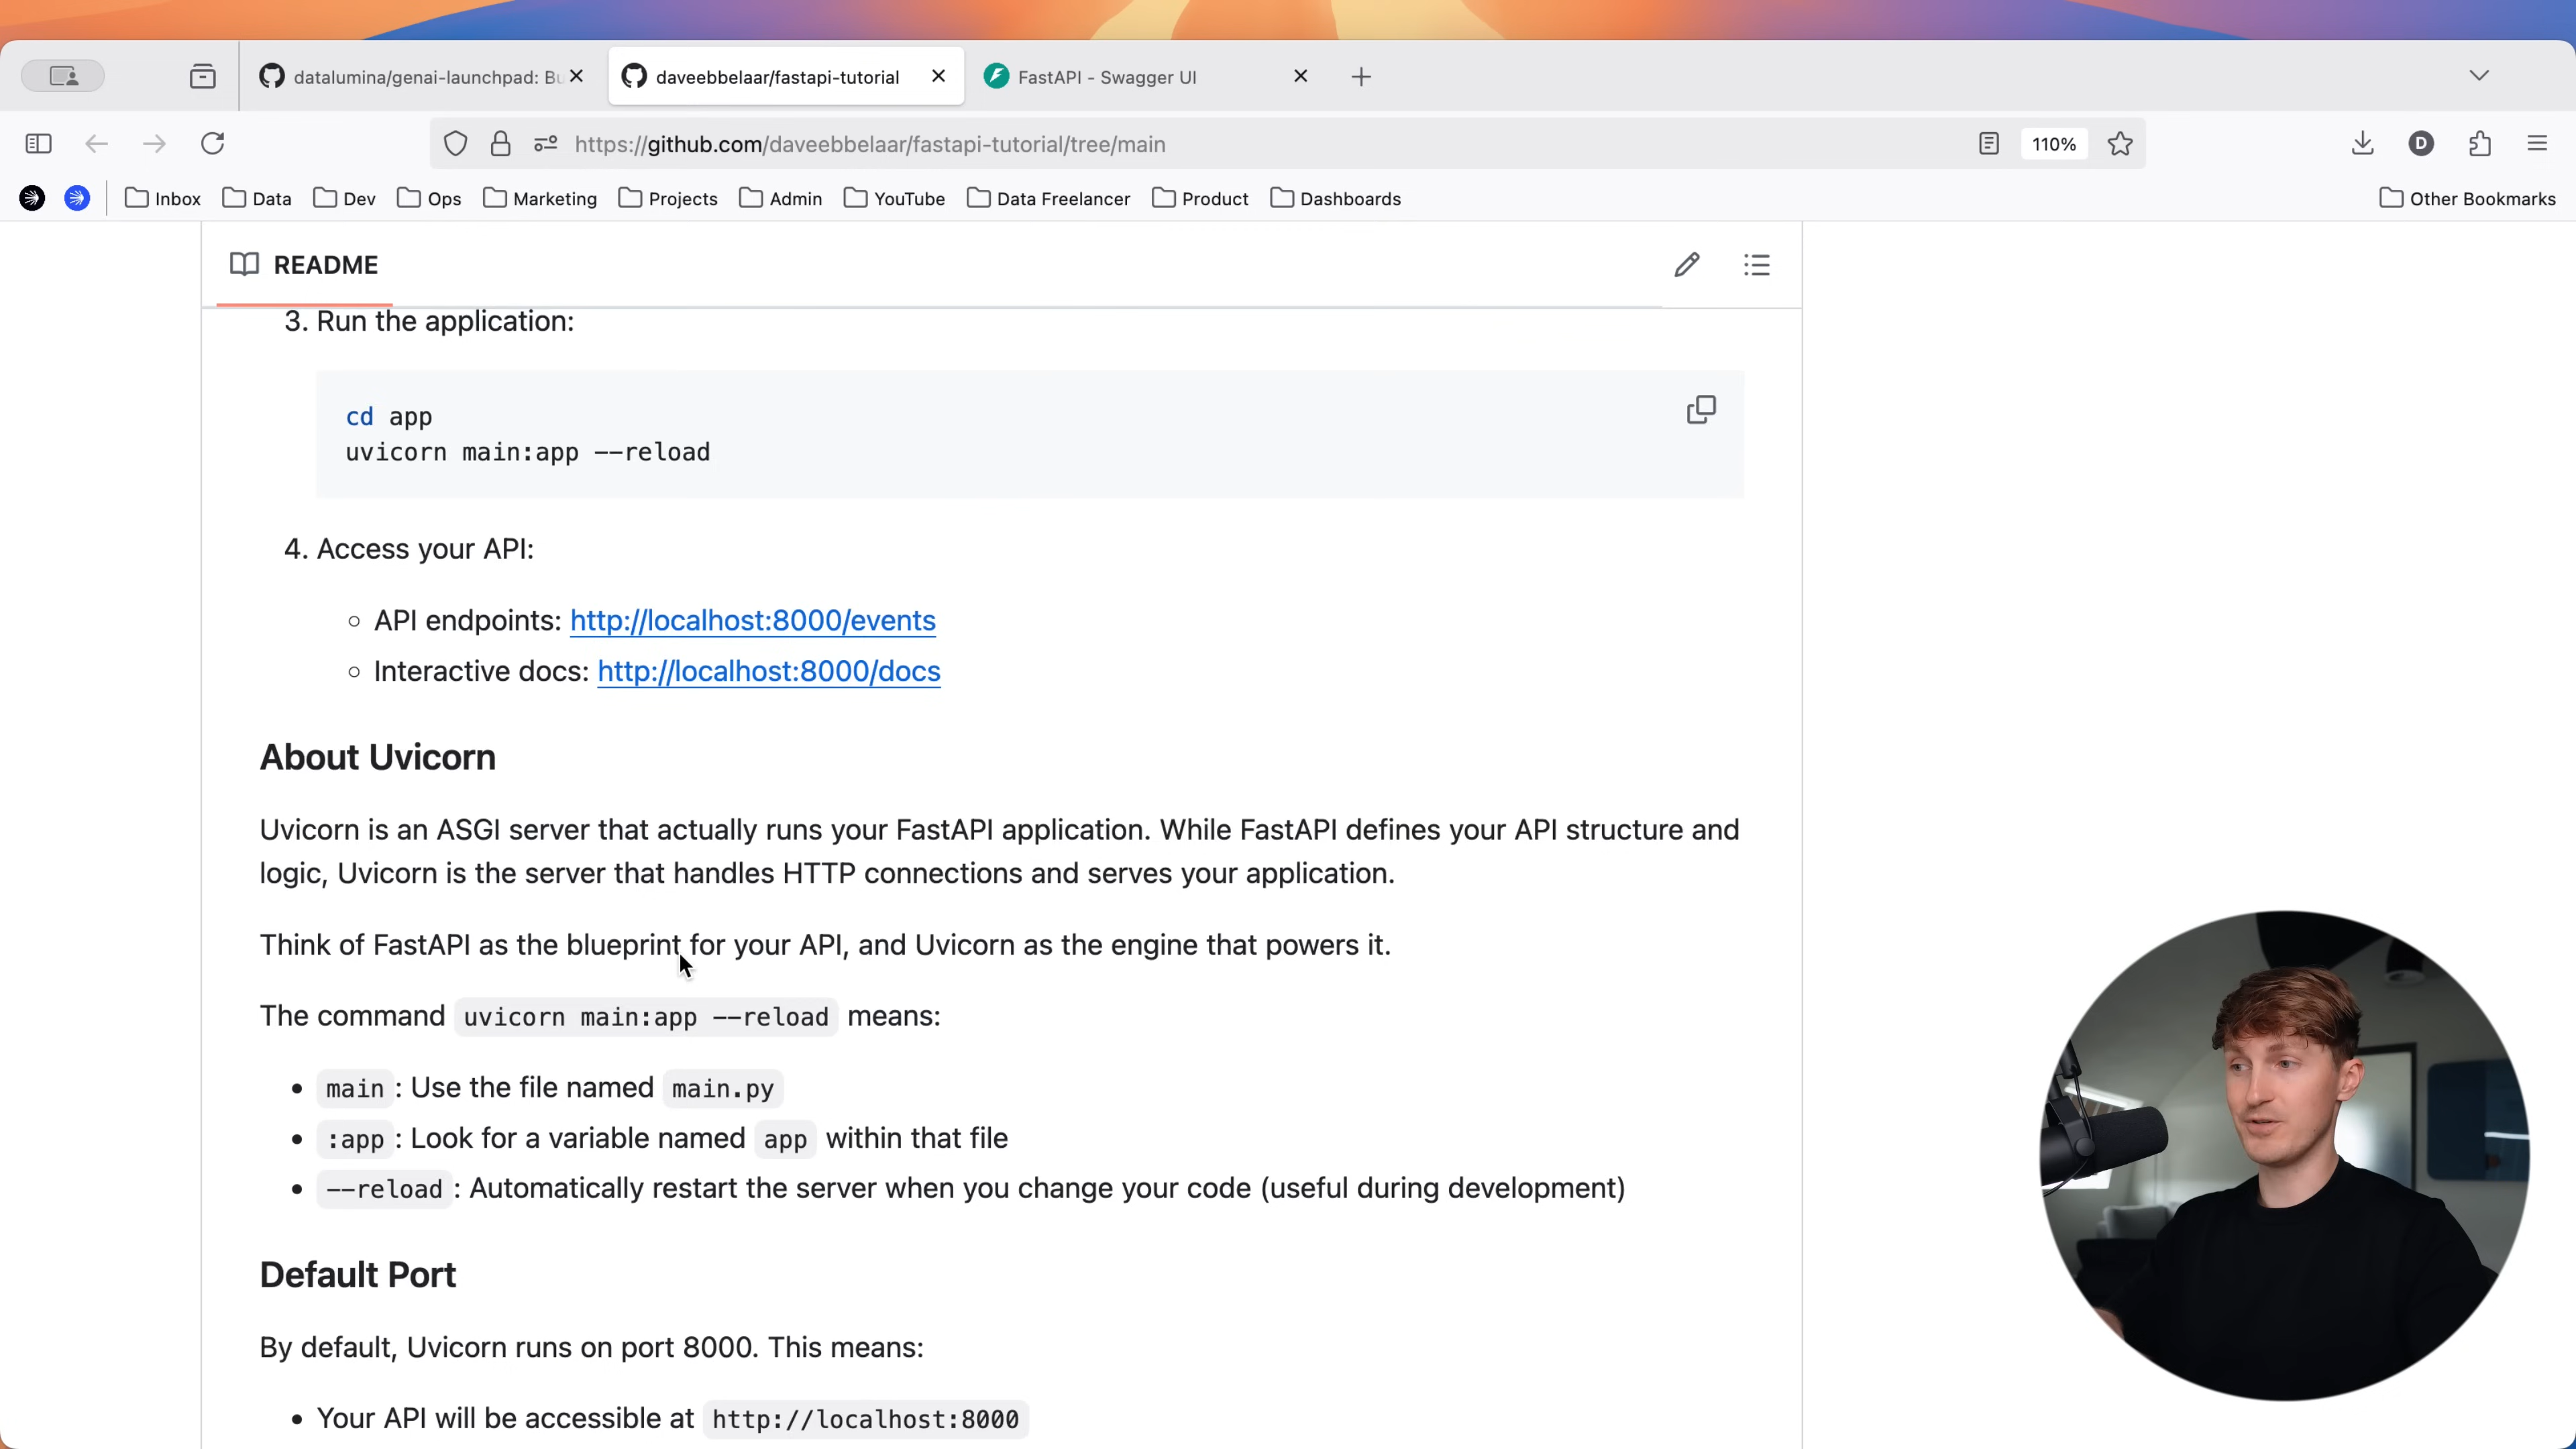 datalumina/genai-launchpad: Bu
daveebbelaar/fastapi-tutorial
FastAPI - Swagger UI
https://github.com/daveebbelaar/fastapi-tutorial/tree/main
110%
D
Inbox
Data
Dev
Ops
Marketing
Projects
Admin
YouTube
Data Freelancer
Product
Dashboards
Other Bookmarks
README
3. Run the application:
cd app
uvicorn main:app --reload
4. Access your API:
API endpoints: http://localhost:8000/events
Interactive docs: http://localhost:8000/docs
About Uvicorn
Uvicorn is an ASGI server that actually runs your FastAPI application. While FastAPI defines your API structure and
logic, Uvicorn is the server that handles HTTP connections and serves your application.
Think of FastAPI as the blueprint for your API, and Uvicorn as the engine that powers it.
The command uvicorn main:app --reload means:
main : Use the file named main.py
:app : Look for a variable named app within that file
--reload : Automatically restart the server when you change your code (useful during development)
Default Port
By default, Uvicorn runs on port 8000. This means:
Your API will be accessible at http://localhost:8000